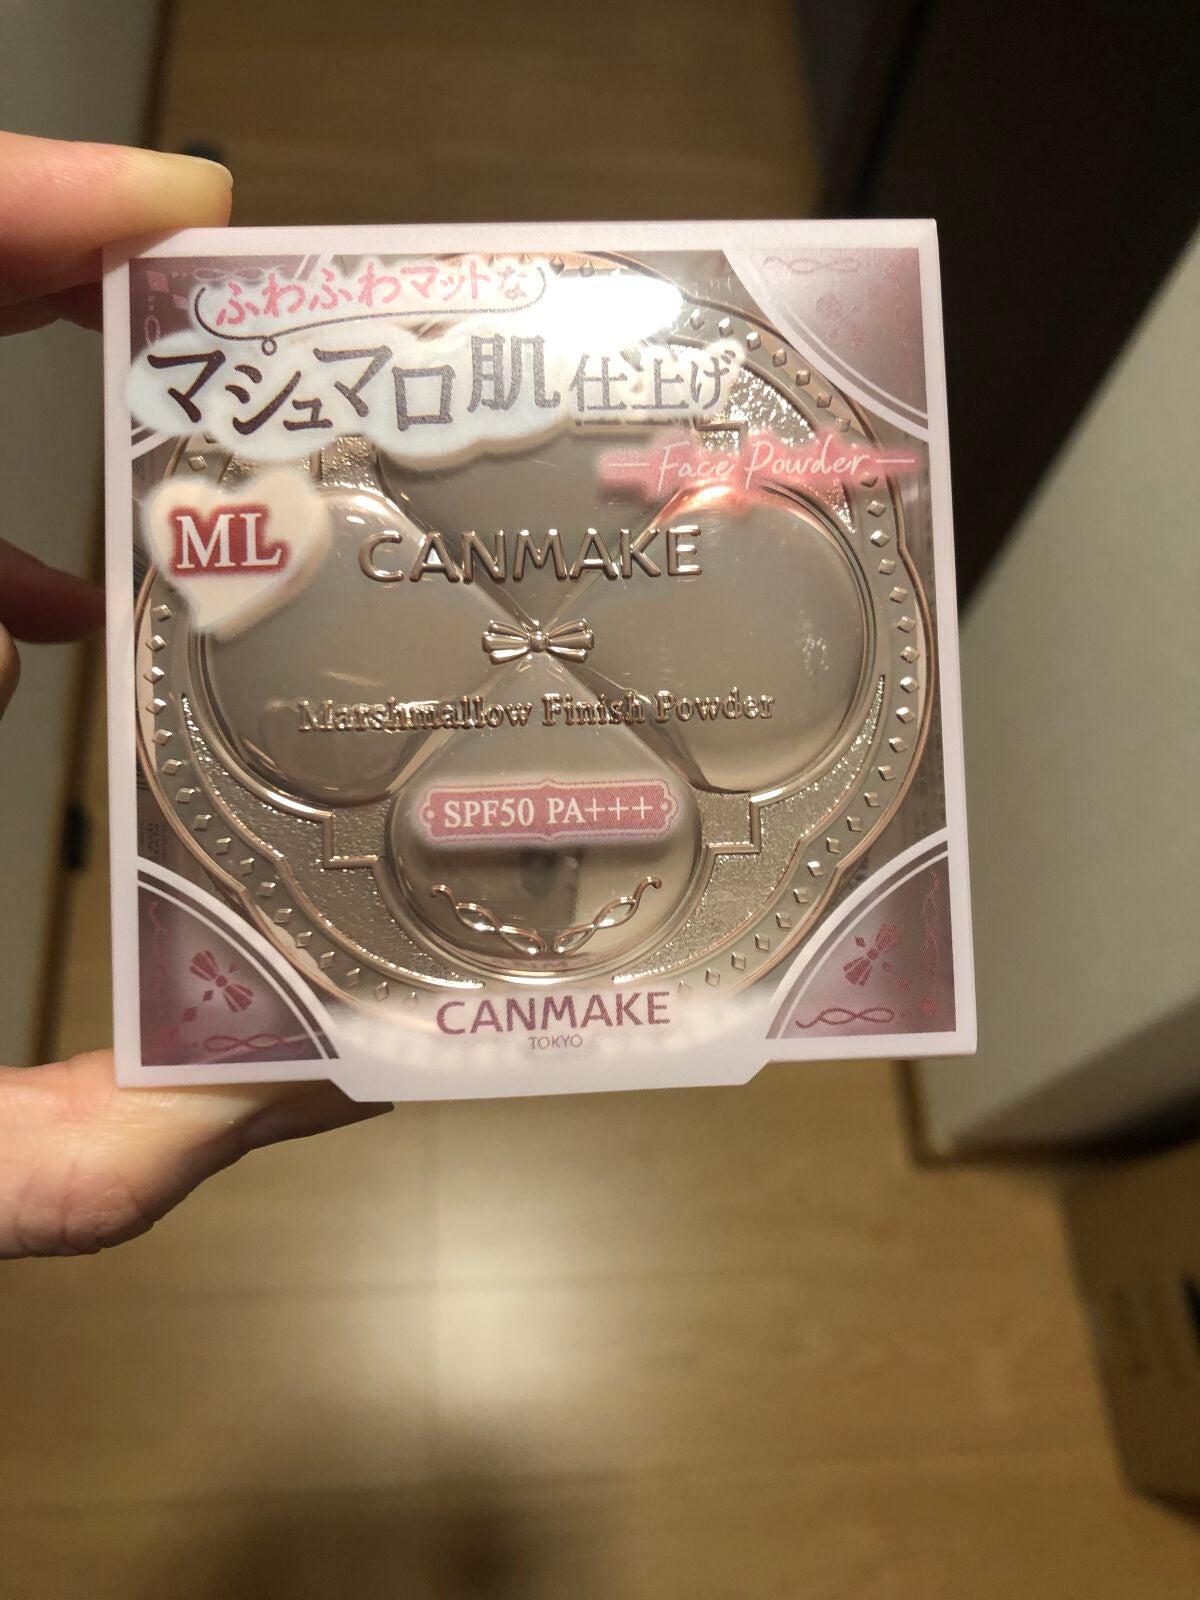 ふわふわマットな
マシュマロ肌仕上げ
Face Powder
ML
CANMAKE
Marshmallow Finish Powder
SPF50 PA+++
CANMAKE
TOKYO